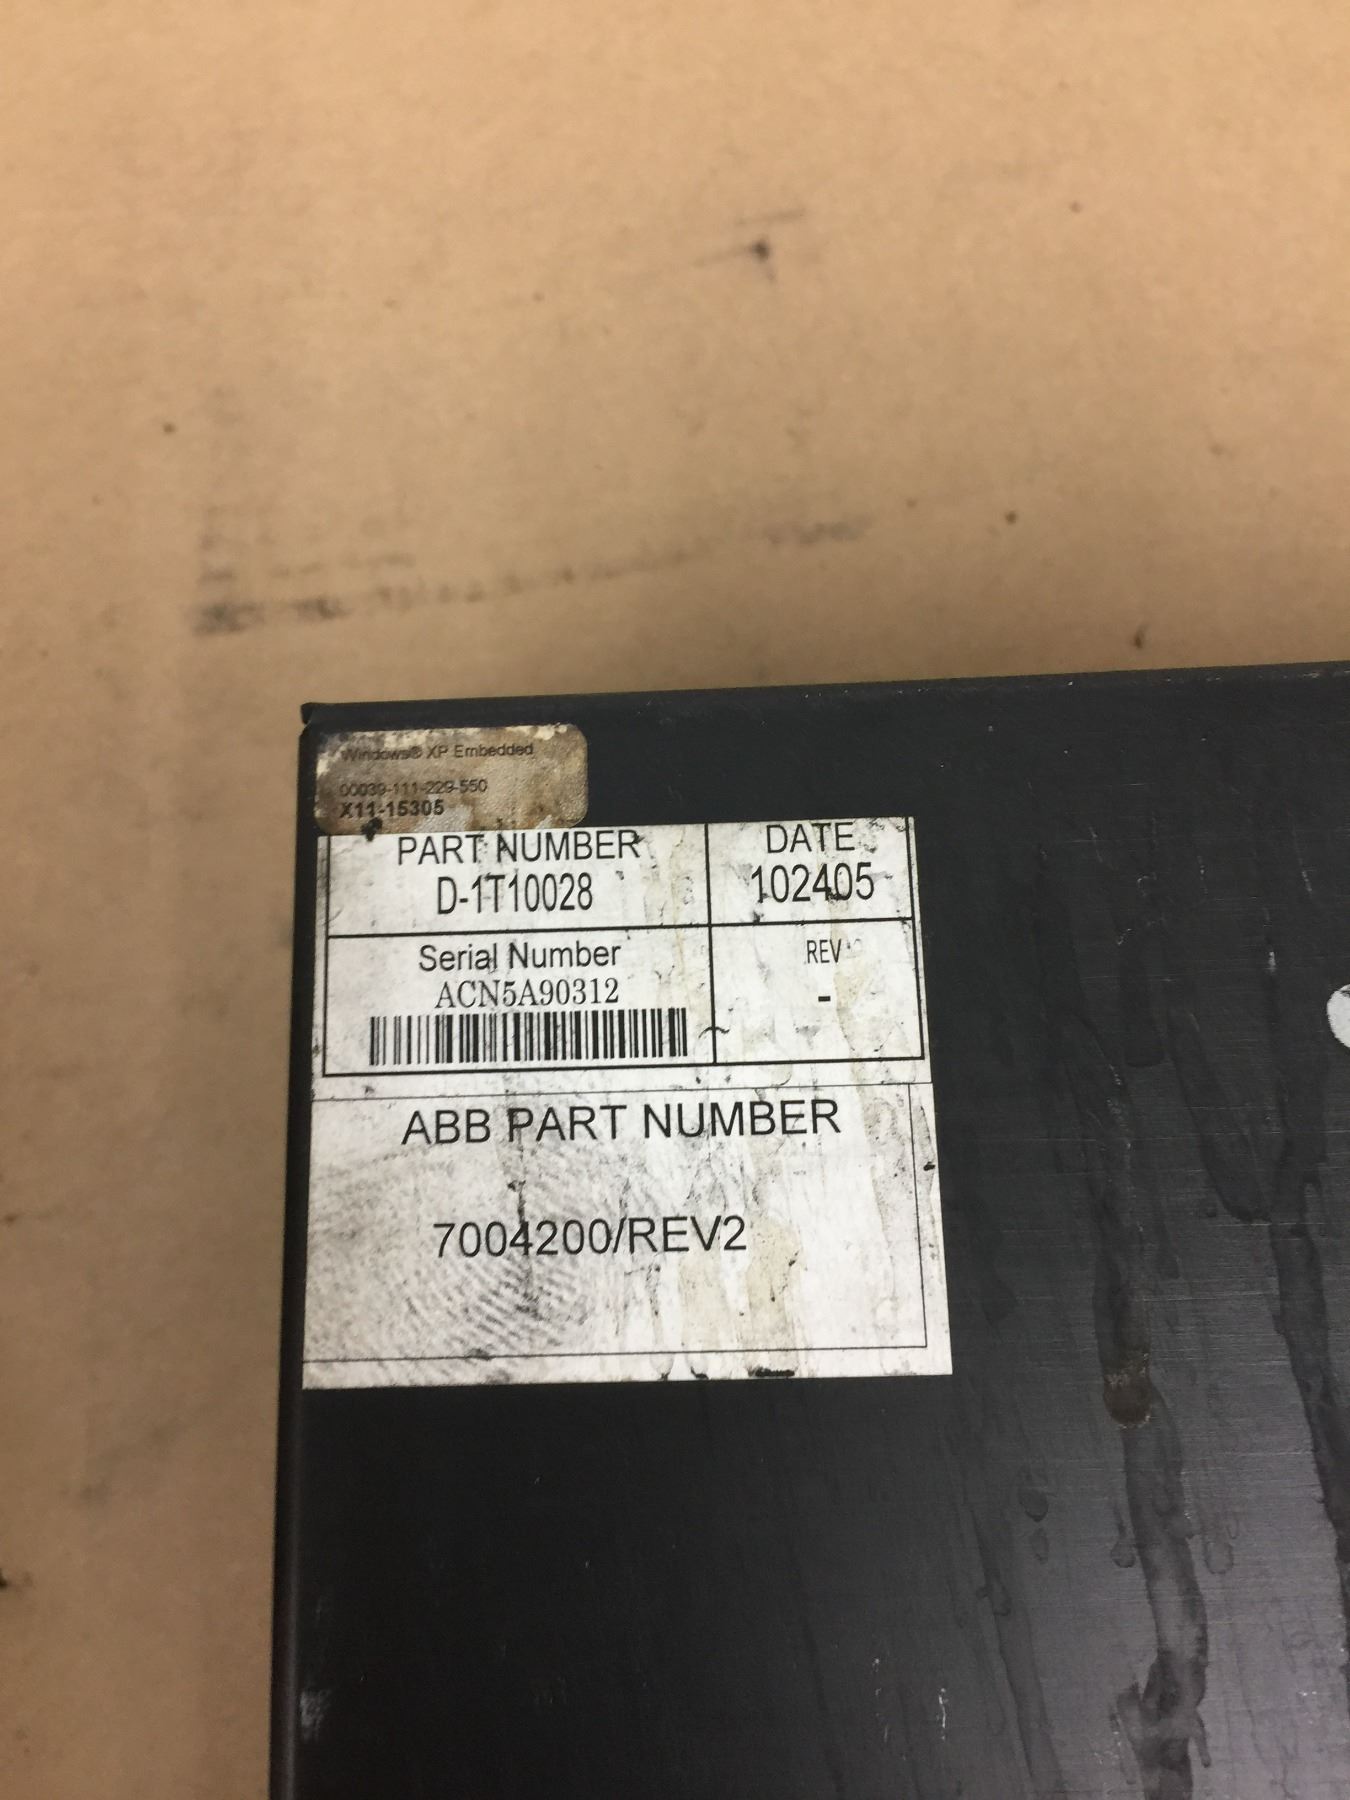 Windows® XP Embedded
00039-111-229-550
X11-15305
PART NUMBER
D-1T10028
DATE
102405
Serial Number
ACN5A90312
REV
-
ABB PART NUMBER
7004200/REV2